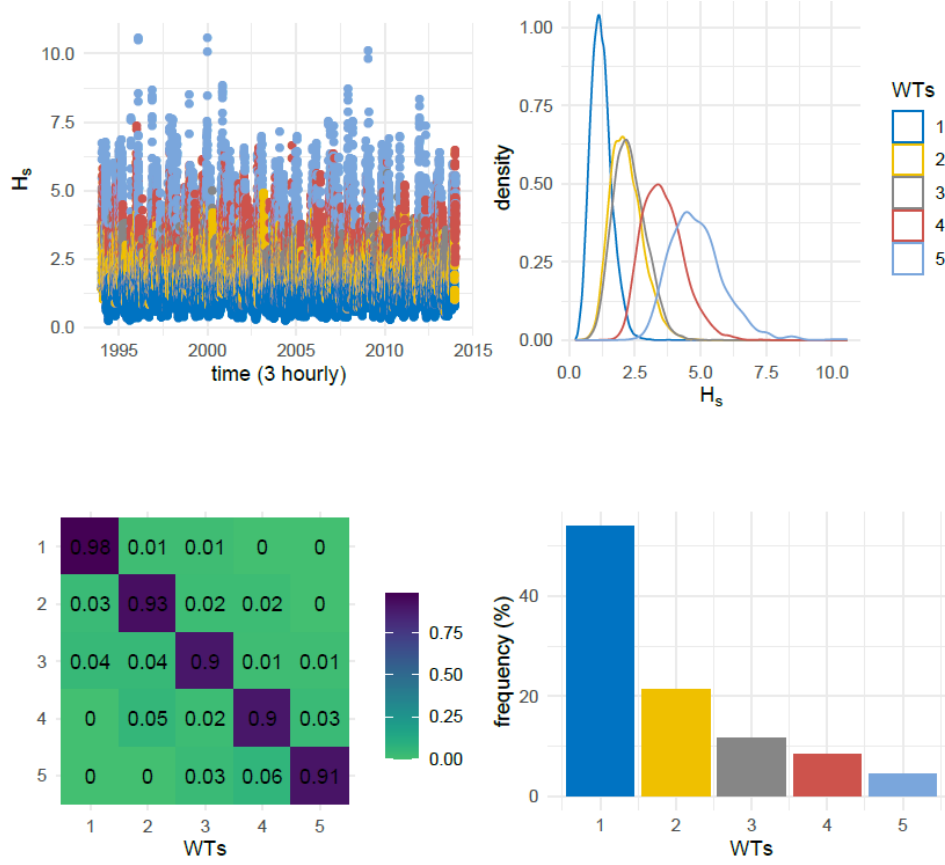 10.0
7.5
5.0
2.5
0.0
Hs
1995 2000 2005 2010 2015
time (3 hourly)
1.00
0.75
0.50
0.25
0.00
density
0.0 2.5 5.0 7.5 10.0
Hs
WTs
1
2
3
4
5
1 0.98 0.01 0.01 0 0
2 0.03 0.93 0.02 0.02 0
3 0.04 0.04 0.9 0.01 0.01
4 0 0.05 0.02 0.9 0.03
5 0 0 0.03 0.06 0.91
1 2 3 4 5
WTs
0.75
0.50
0.25
0.00
frequency (%)
40
20
0
1 2 3 4 5
WTs